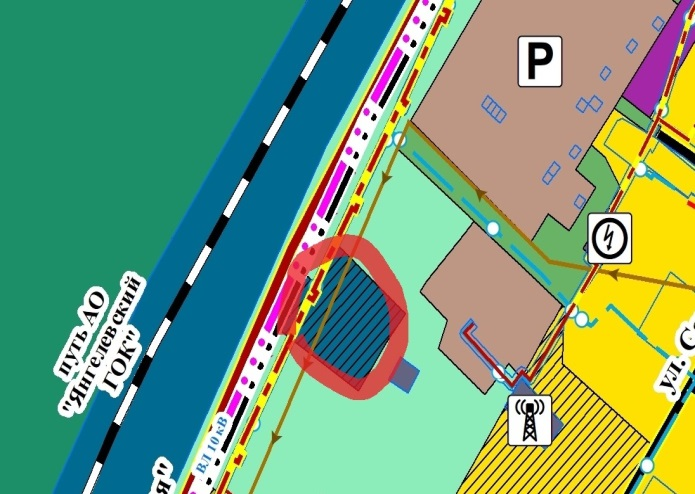 P
путь АО
"Янгелевский
ГОК"
ВЛ 10 кВ
я"
ул. С